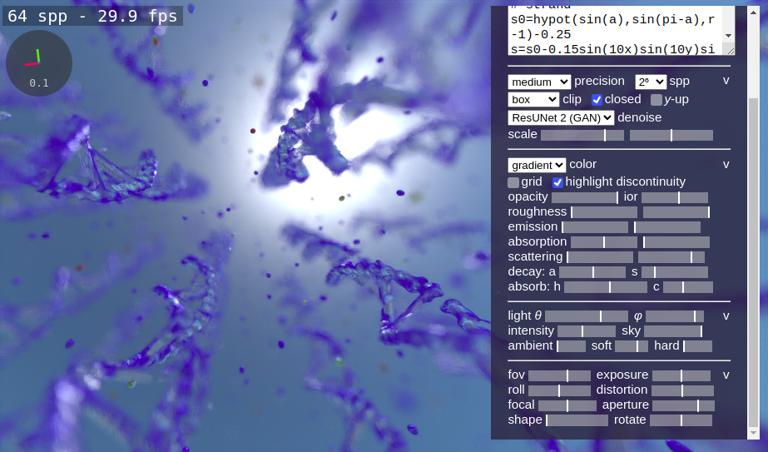 64 spp - 29.9 fps
0.1
# strand
s0=hypot(sin(a),sin(pi-a),r
-1)-0.25
s=s0-0.15sin(10x)sin(10y)si
medium precision 2⁶ spp v
box clip closed y-up
ResUNet 2 (GAN) denoise
scale
gradient color v
grid highlight discontinuity
opacity ior
roughness
emission
absorption
scattering
decay: a s
absorb: h c
light θ φ v
intensity sky
ambient soft hard
fov exposure v
roll distortion
focal aperture
shape rotate